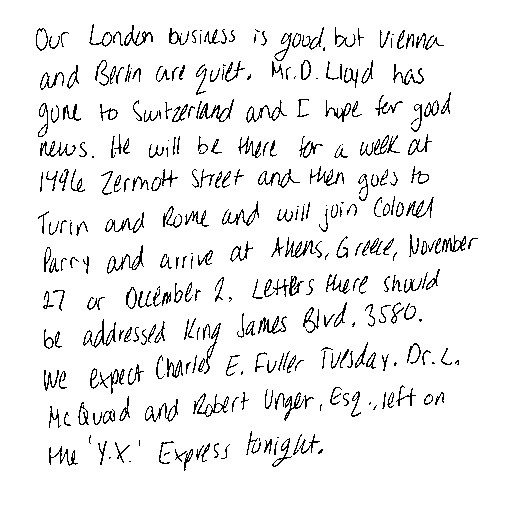 Our London business is good, but Vienna
and Berlin are quiet. Mr. D. Lloyd has
gone to Switzerland and I hope for good
news. He will be there for a week at
1496 Zermott Street and then goes to
Turin and Rome and will join Colonel
Parry and arrive at Athens, Greece, November
27 or December 2. Letters there should
be addressed King James Blvd. 3580.
We expect Charles E. Fuller Tuesday. Dr. L.
McQuaid and Robert Unger, Esq., left on
the 'Y.X.' Express tonight.